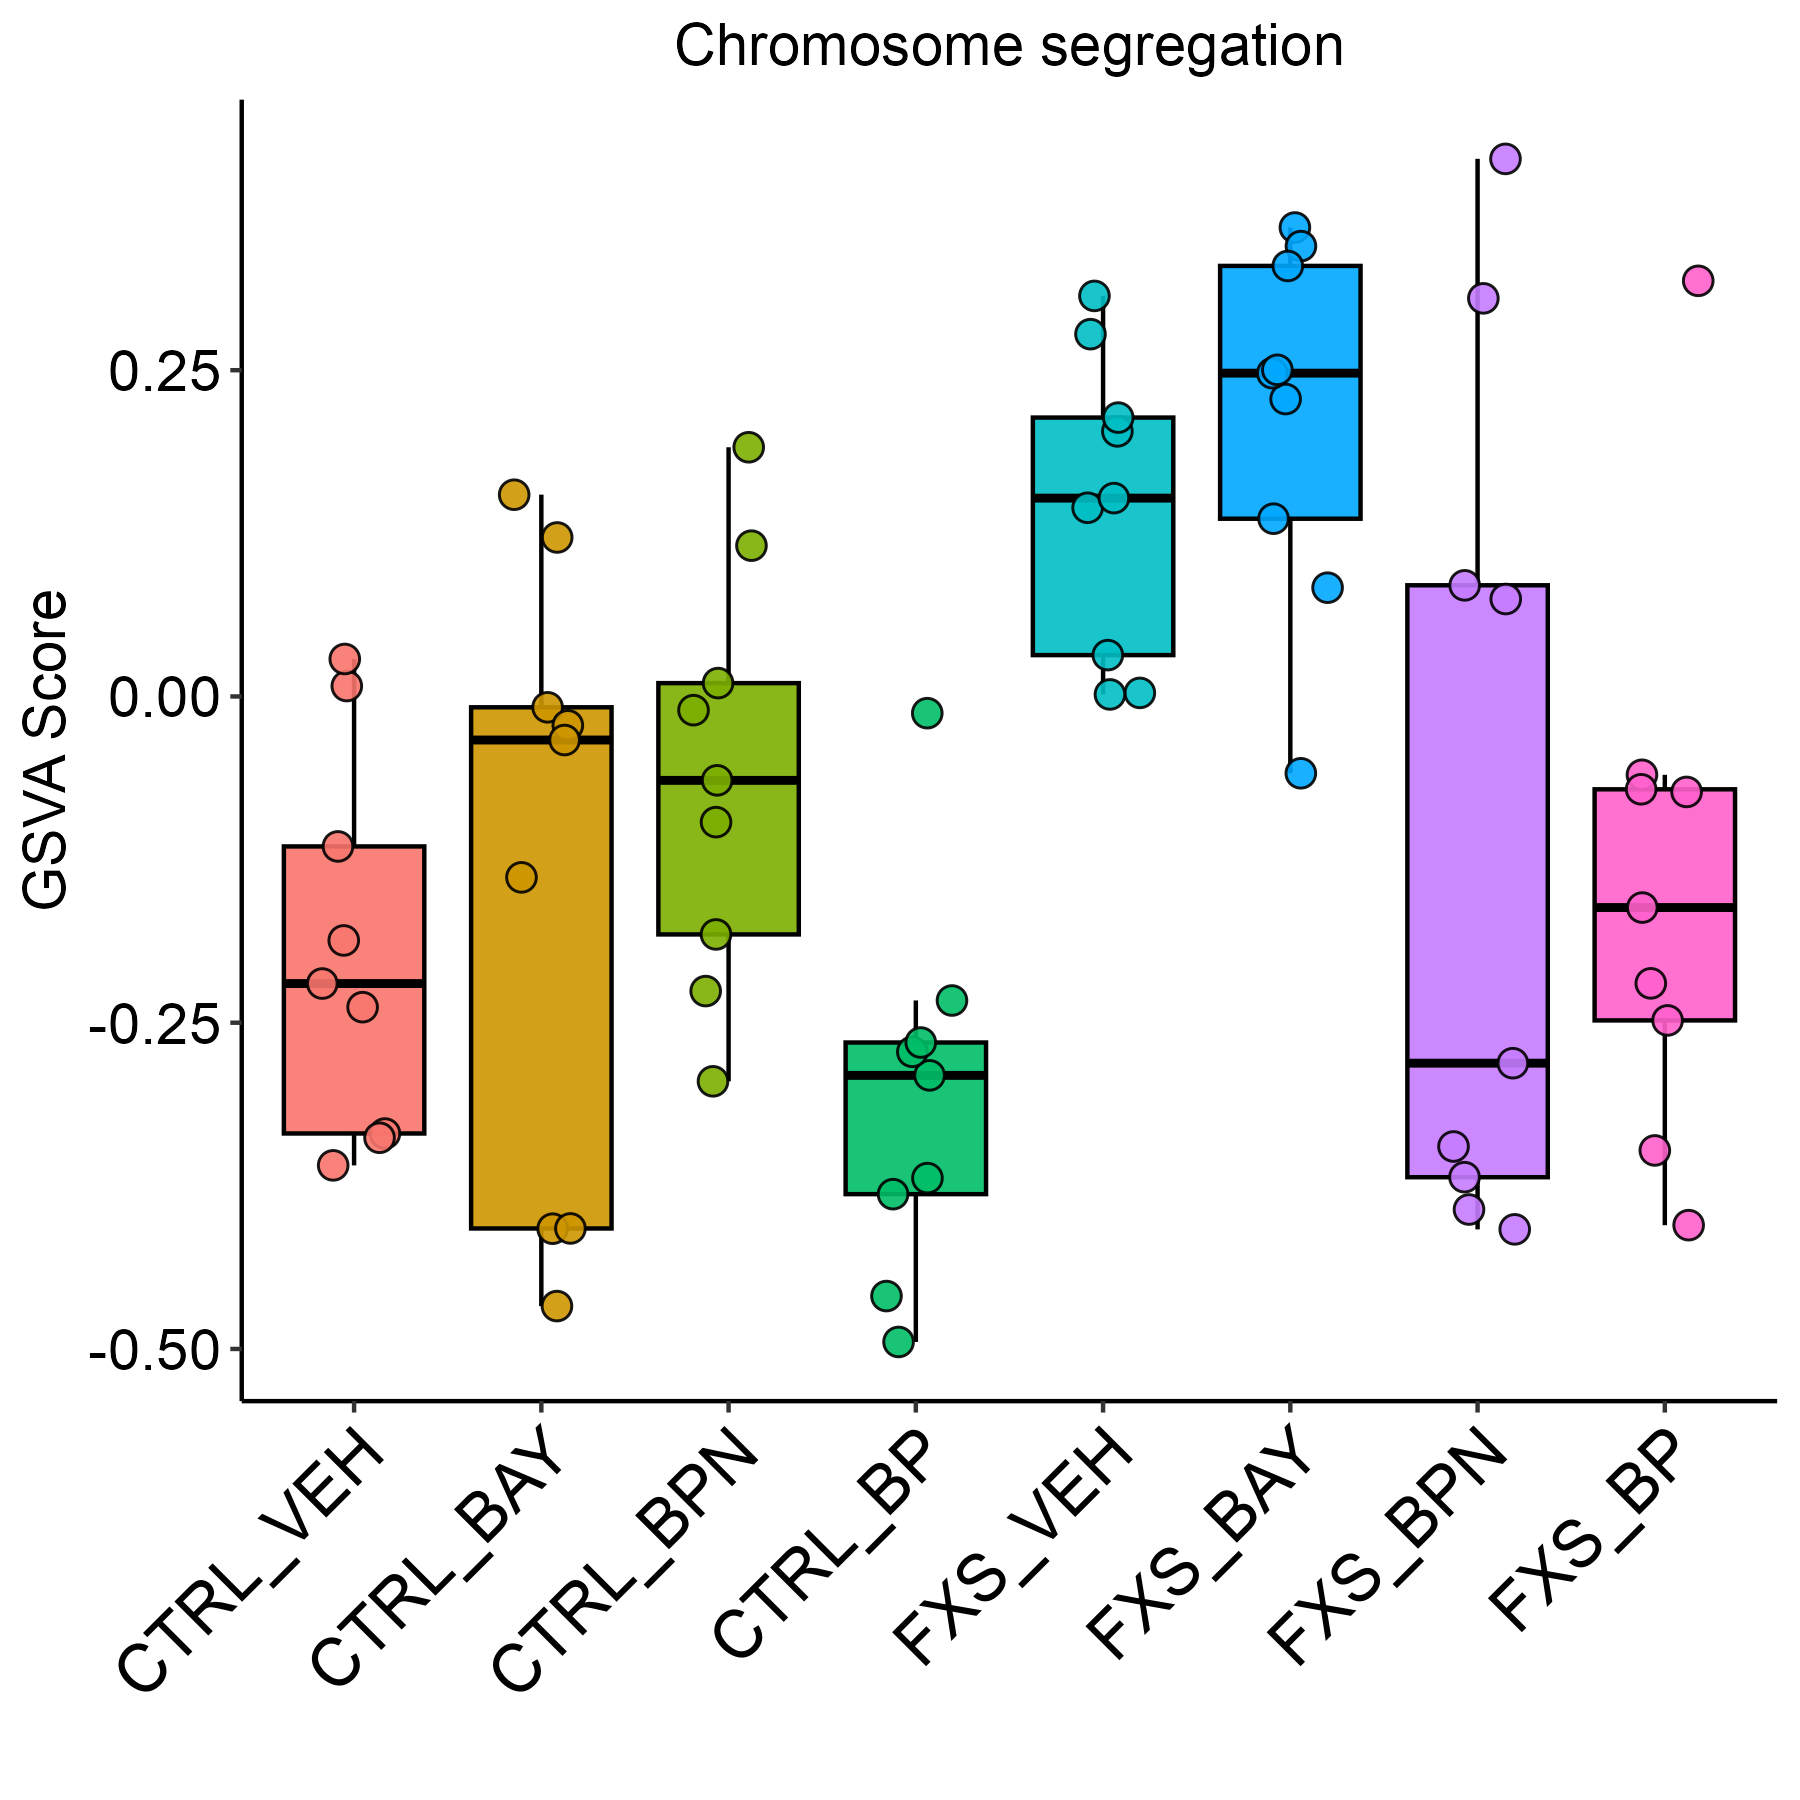 Chromosome segregation
GSVA Score
0.25
0.00
-0.25
-0.50
CTRL_VEH
CTRL_BAY
CTRL_BPN
CTRL_BP
FXS_VEH
FXS_BAY
FXS_BPN
FXS_BP